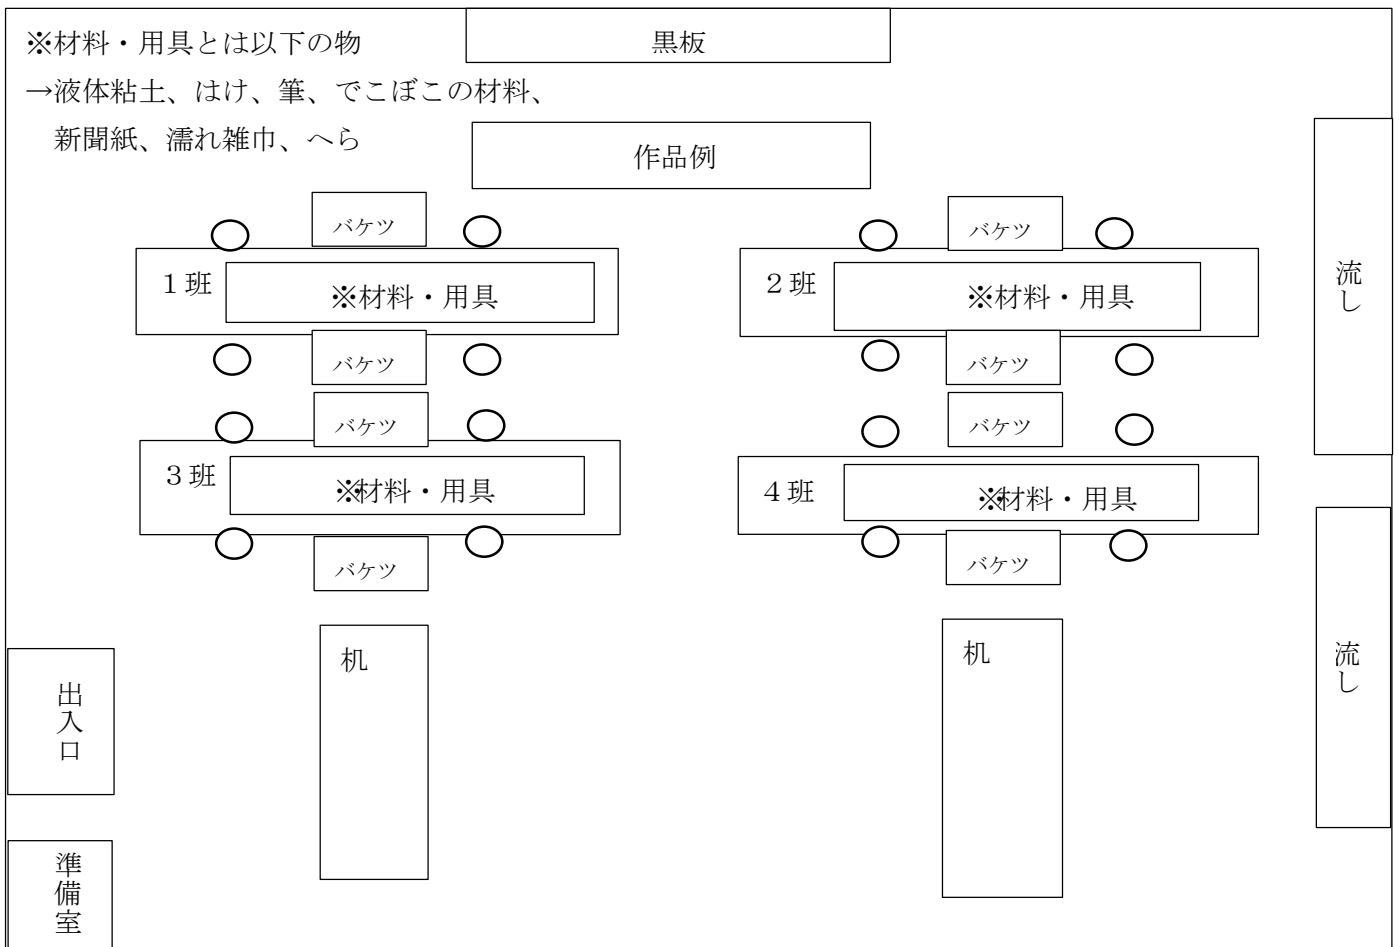 ※材料・用具とは以下の物
黒板
→液体粘土、はけ、筆、でこぼこの材料、
新聞紙、濡れ雑巾、へら
作品例
バケツ
バケツ
1班
※材料・用具
2班
※材料・用具
流し
バケツ
バケツ
バケツ
バケツ
3班
※材料・用具
4班
※材料・用具
バケツ
バケツ
机
机
流し
出入口
準備室